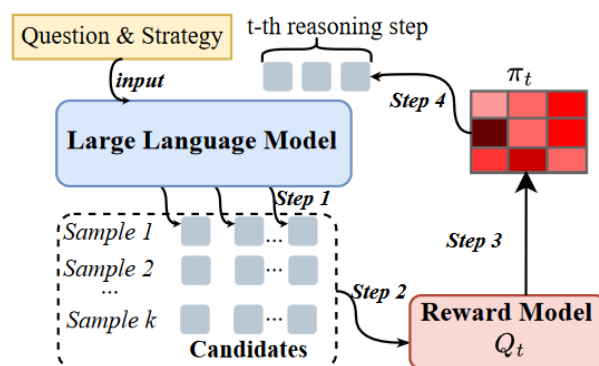 Question & Strategy
t-th reasoning step
input
π_t
Step 4
Large Language Model
Step 1
Sample 1
...
Sample 2
...
...
Step 3
Step 2
Sample k
...
Candidates
Reward Model
Q_t